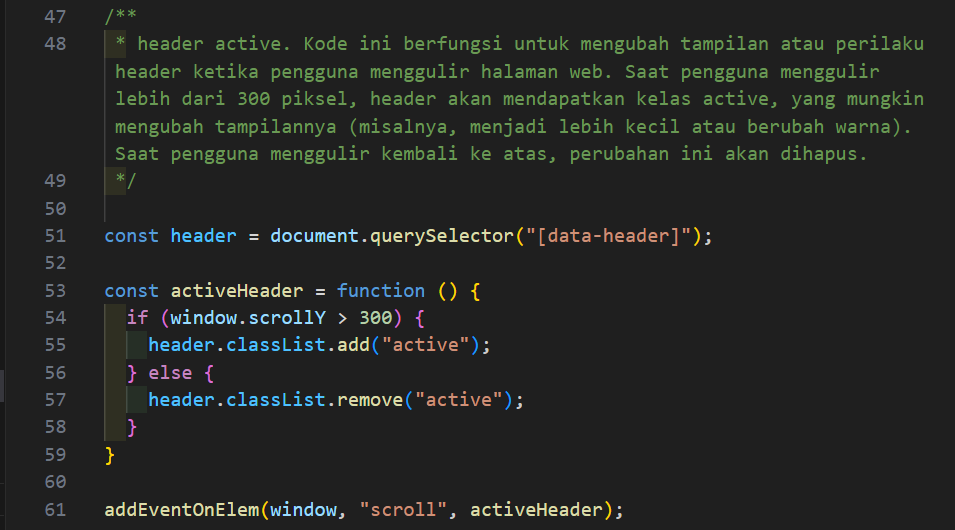 47 /**
48  * header active. Kode ini berfungsi untuk mengubah tampilan atau perilaku
header ketika pengguna menggulir halaman web. Saat pengguna menggulir
lebih dari 300 piksel, header akan mendapatkan kelas active, yang mungkin
mengubah tampilannya (misalnya, menjadi lebih kecil atau berubah warna).
Saat pengguna menggulir kembali ke atas, perubahan ini akan dihapus.
49  */
50
51 const header = document.querySelector("[data-header]");
52
53 const activeHeader = function () {
54   if (window.scrollY > 300) {
55     header.classList.add("active");
56   } else {
57     header.classList.remove("active");
58   }
59 }
60
61 addEventOnElem(window, "scroll", activeHeader);